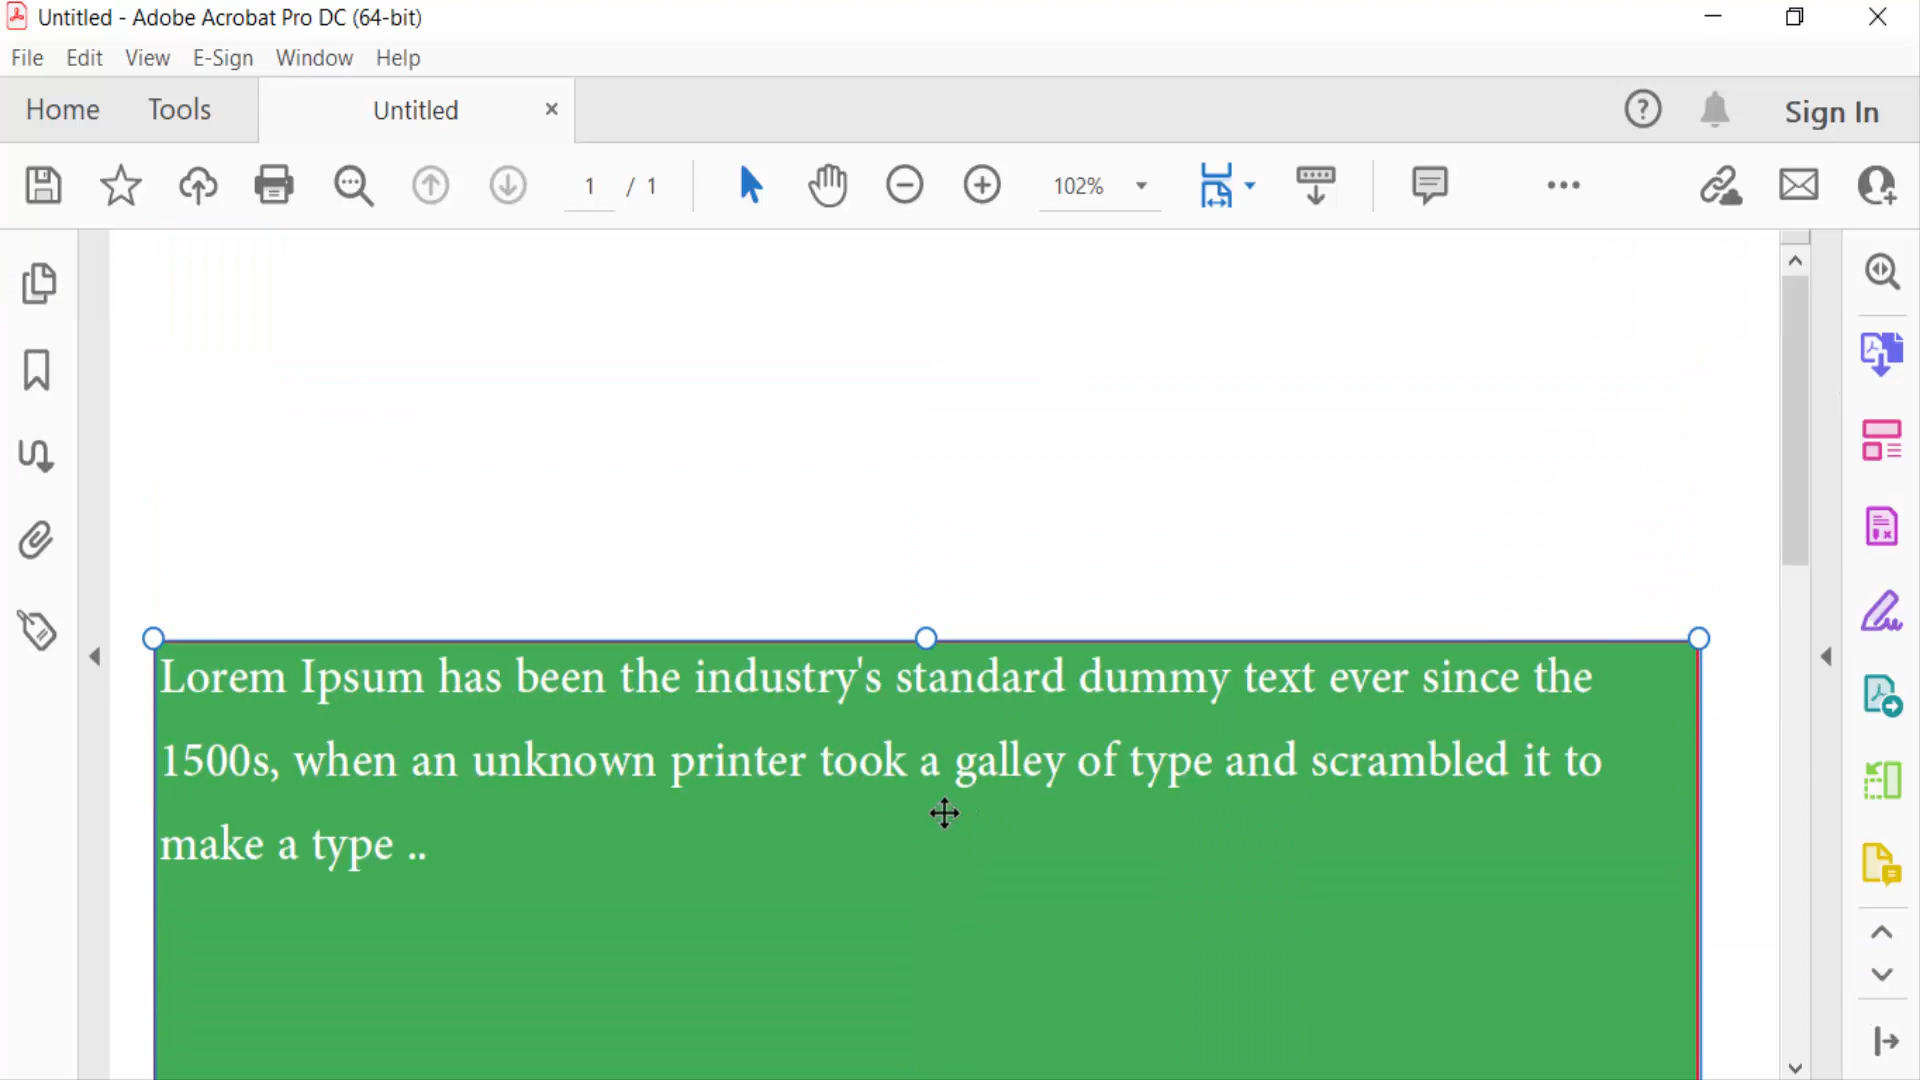 Untitled - Adobe Acrobat Pro DC (64-bit)
File Edit View E-Sign Window Help
Home Tools Untitled × Sign In
1 / 1 102%
Lorem Ipsum has been the industry's standard dummy text ever since the
1500s, when an unknown printer took a galley of type and scrambled it to
make a type ..